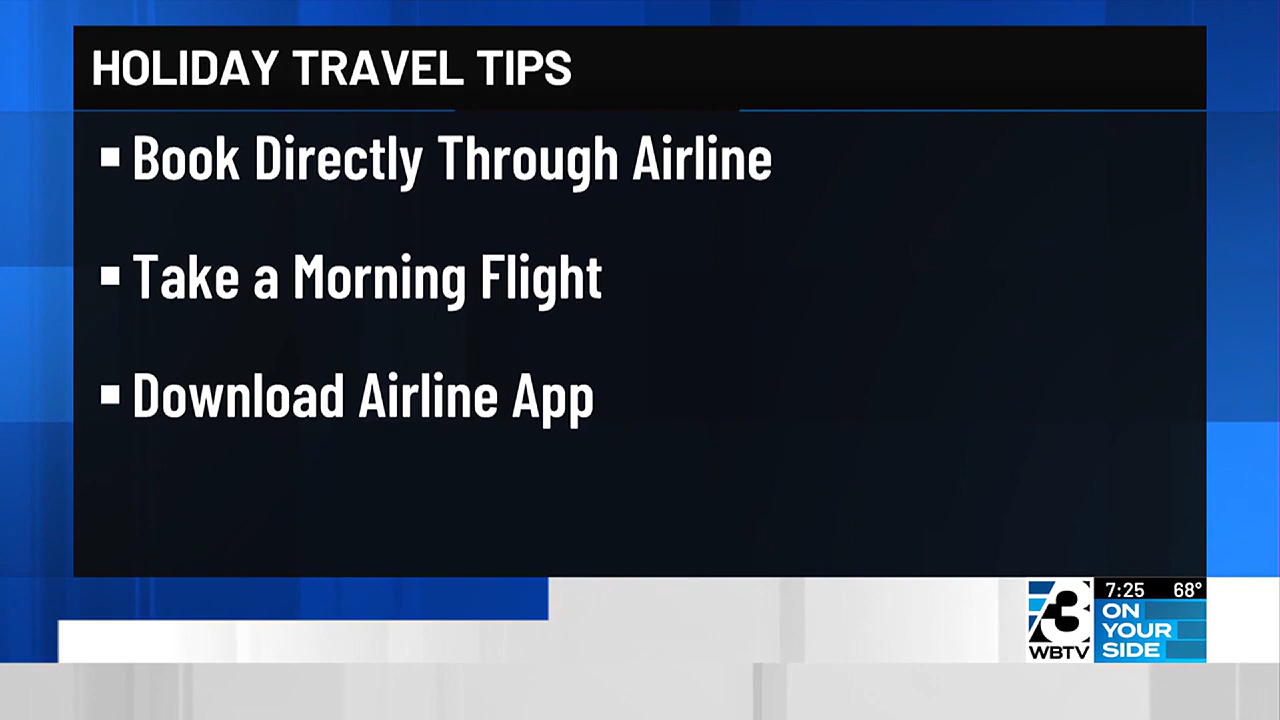 HOLIDAY TRAVEL TIPS
▪ Book Directly Through Airline
▪ Take a Morning Flight
▪ Download Airline App
3
WBTV
7:25 68°
ON
YOUR
SIDE